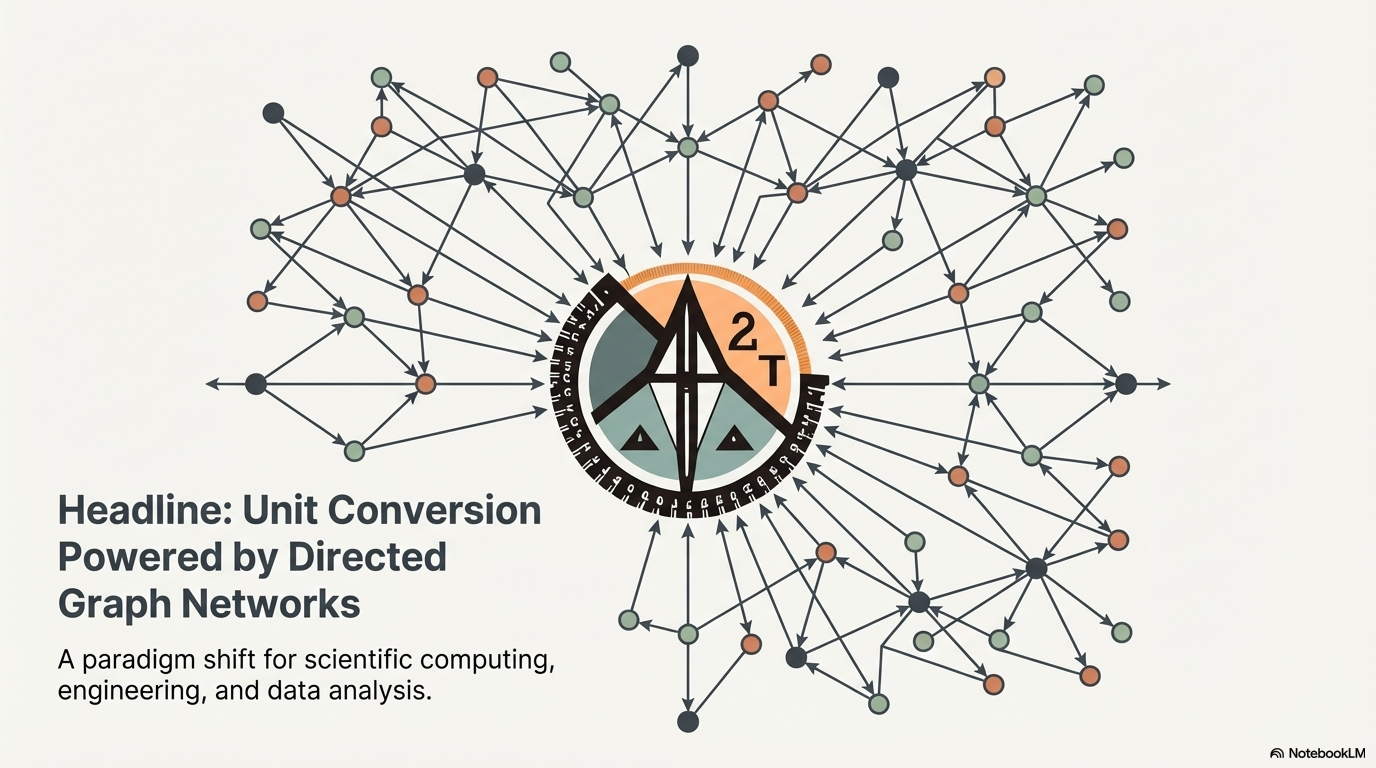 2
T
Headline: Unit Conversion
Powered by Directed
Graph Networks
A paradigm shift for scientific computing,
engineering, and data analysis.
NotebookLM